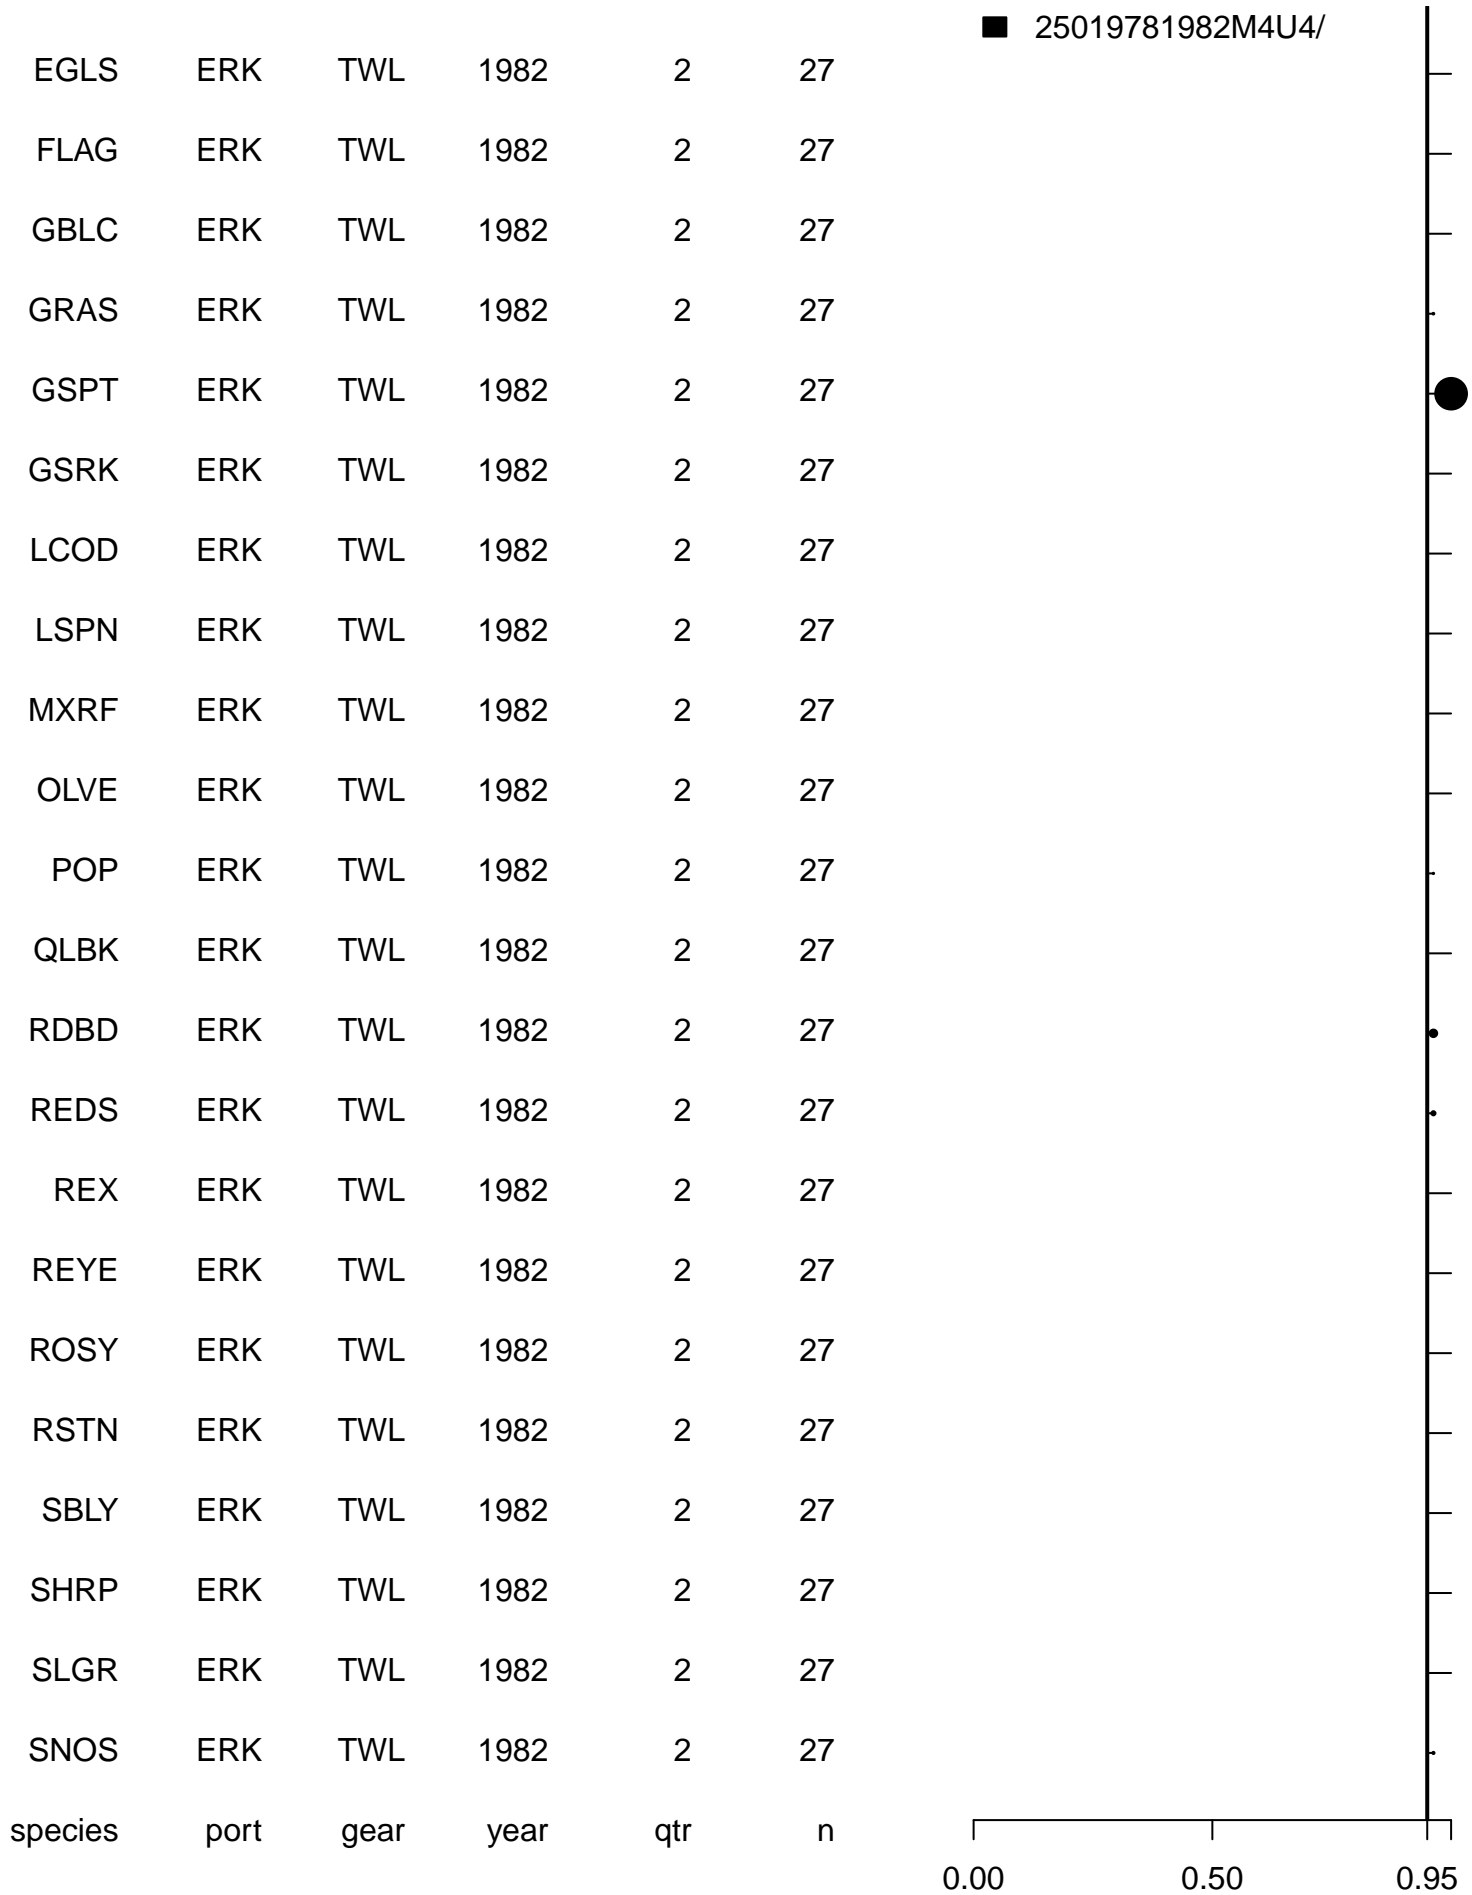 25019781982M4U4/
EGLS ERK TWL 1982 2 27
FLAG ERK TWL 1982 2 27
GBLC ERK TWL 1982 2 27
GRAS ERK TWL 1982 2 27
GSPT ERK TWL 1982 2 27
GSRK ERK TWL 1982 2 27
LCOD ERK TWL 1982 2 27
LSPN ERK TWL 1982 2 27
MXRF ERK TWL 1982 2 27
OLVE ERK TWL 1982 2 27
POP ERK TWL 1982 2 27
QLBK ERK TWL 1982 2 27
RDBD ERK TWL 1982 2 27
REDS ERK TWL 1982 2 27
REX ERK TWL 1982 2 27
REYE ERK TWL 1982 2 27
ROSY ERK TWL 1982 2 27
RSTN ERK TWL 1982 2 27
SBLY ERK TWL 1982 2 27
SHRP ERK TWL 1982 2 27
SLGR ERK TWL 1982 2 27
SNOS ERK TWL 1982 2 27
species port gear year qtr n
0.00 0.50 0.95